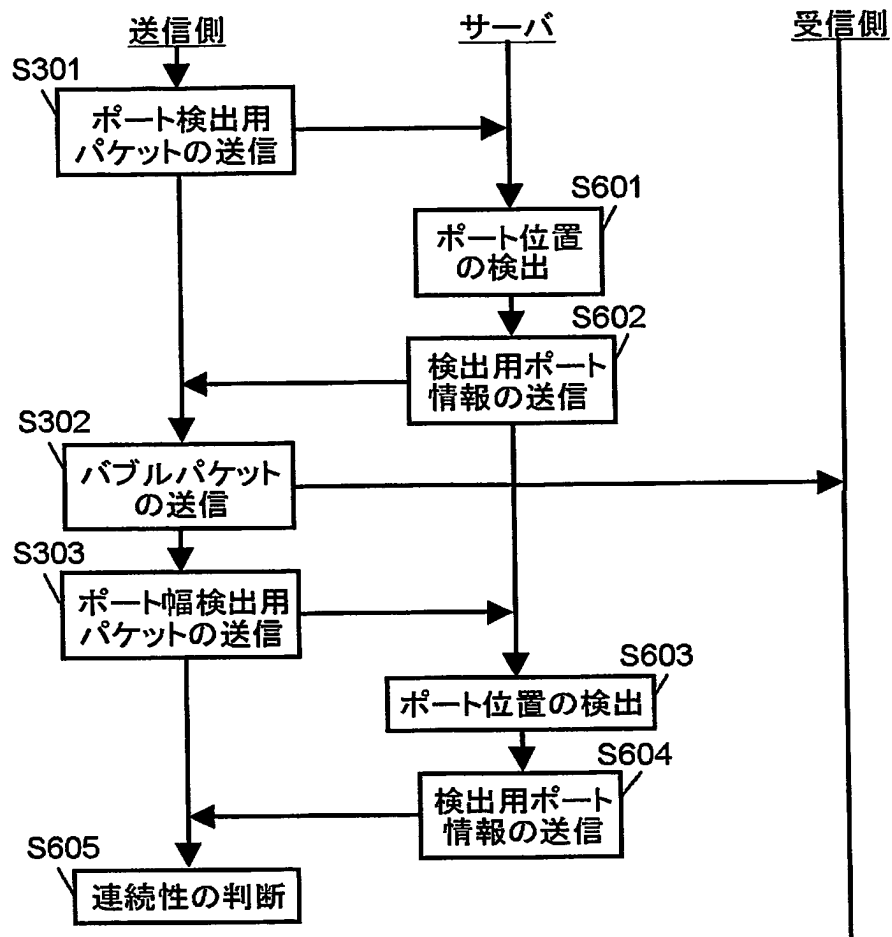 送信側
サーバ
受信側
S301
ポート検出用
パケットの送信
S601
ポート位置
の検出
S602
検出用ポート
情報の送信
S302
バブルパケット
の送信
S303
ポート幅検出用
パケットの送信
S603
ポート位置の検出
S604
検出用ポート
情報の送信
S605
連続性の判断